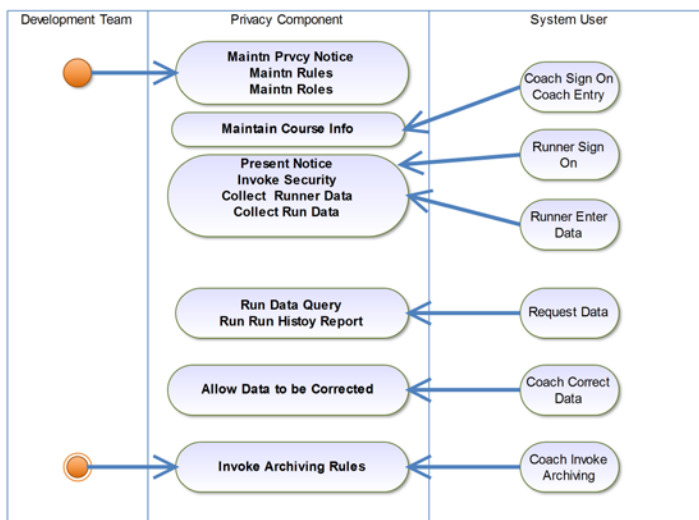 Development Team
Privacy Component
System User
Maintn Prvcy Notice
Maintn Rules
Maintn Roles
Coach Sign On
Coach Entry
Maintain Course Info
Runner Sign
On
Present Notice
Invoke Security
Collect Runner Data
Collect Run Data
Runner Enter
Data
Run Data Query
Run Run Histoy Report
Request Data
Allow Data to be Corrected
Coach Correct
Data
Invoke Archiving Rules
Coach Invoke
Archiving